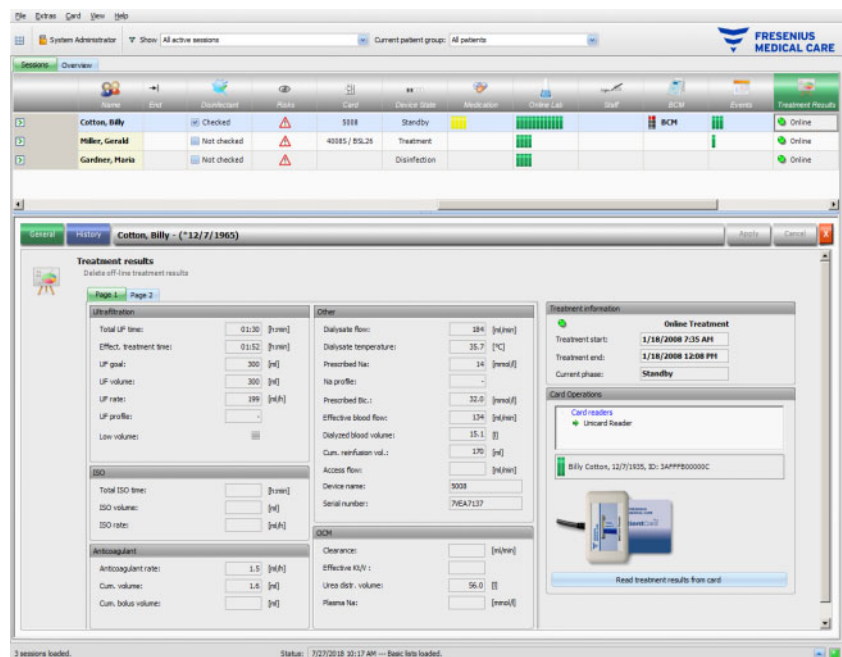 File Extras Card View Help
System Administrator Show All active sessions Current patient group: All patients
FRESENIUS
MEDICAL CARE
Sessions Overview
Name End Disinfectant Risks Card Device State Medication Online Lab Staff BCM Events Treatment Results
Cotton, Billy Checked 5008 Standby BCM Online
Miller, Gerald Not checked 4008S / BSL26 Treatment Online
Gardner, Maria Not checked Disinfection Online
General History Cotton, Billy - (*12/7/1965) Apply Cancel X
Treatment results
Delete off-line treatment results
Page 1 Page 2
Ultrafiltration
Total UF time: 01:30 [h:min]
Effect. treatment time: 01:52 [h:min]
UF goal: 300 [ml]
UF volume: 300 [ml]
UF rate: 199 [ml/h]
UF profile: -
Low volume:
ISO
Total ISO time: [h:min]
ISO volume: [ml]
ISO rate: [ml/h]
Anticoagulant
Anticoagulant rate: 1.5 [ml/h]
Cum. volume: 1.6 [ml]
Cum. bolus volume: [ml]
Other
Dialysate flow: 184 [ml/min]
Dialysate temperature: 35.7 [°C]
Prescribed Na: 14 [mmol/l]
Na profile: -
Prescribed Bic.: 32.0 [mmol/l]
Effective blood flow: 134 [ml/min]
Dialyzed blood volume: 15.1 [l]
Cum. reinfusion vol.: 170 [ml]
Access flow: [ml/min]
Device name: 5008
Serial number: 7VEA7137
OCM
Clearance: [ml/min]
Effective Kt/V :
Urea distr. volume: 56.0 [l]
Plasma Na: [mmol/l]
Treatment information
Online Treatment
Treatment start: 1/18/2008 7:35 AM
Treatment end: 1/18/2008 12:08 PM
Current phase: Standby
Card Operations
Card readers
Unicard Reader
Billy Cotton, 12/7/1935, ID: 3AFFFB00000C
FRESENIUS
MEDICAL CARE
Read treatment results from card
3 sessions loaded. Status: 7/27/2018 10:17 AM --- Basic lists loaded.